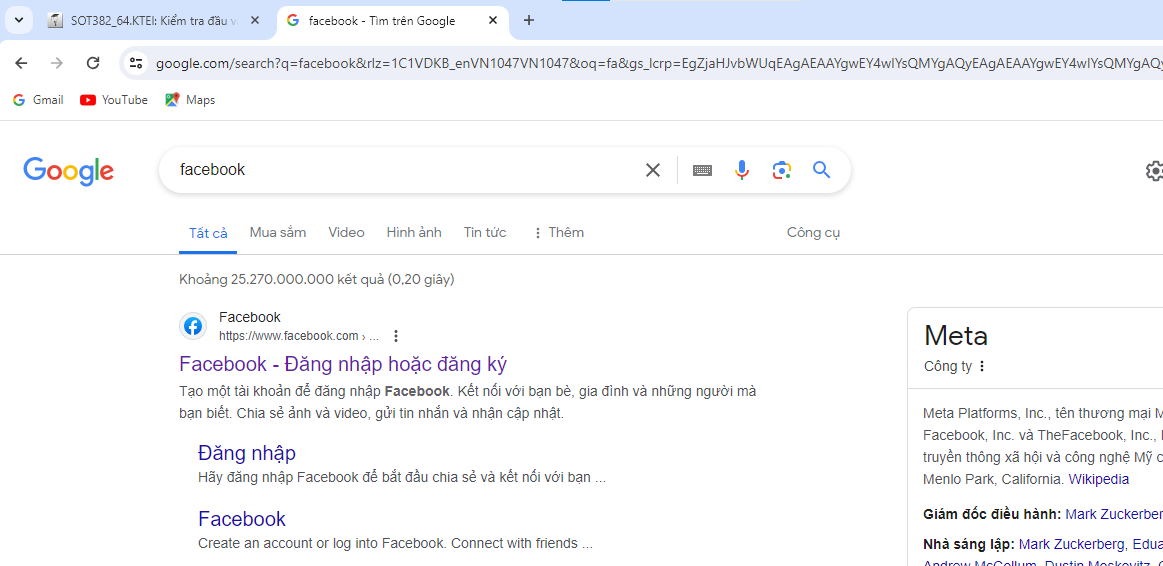 SOT382_64.KTEI: Kiểm tra đầu v
facebook - Tìm trên Google
google.com/search?q=facebook&rlz=1C1VDKB_enVN1047VN1047&oq=fa&gs_lcrp=EgZjaHJvbWUqEAgAEAAYgwEY4wIYsQMYgAQyEAgAEAAYgwEY4wIYsQMYgAQy
Gmail YouTube Maps
Google
facebook
Tất cả Mua sắm Video Hình ảnh Tin tức Thêm Công cụ
Khoảng 25.270.000.000 kết quả (0,20 giây)
Facebook
https://www.facebook.com › ...
Facebook - Đăng nhập hoặc đăng ký
Tạo một tài khoản để đăng nhập Facebook. Kết nối với bạn bè, gia đình và những người mà
bạn biết. Chia sẻ ảnh và video, gửi tin nhắn và nhận cập nhật.
Đăng nhập
Hãy đăng nhập Facebook để bắt đầu chia sẻ và kết nối với bạn ...
Facebook
Create an account or log into Facebook. Connect with friends ...
Meta
Công ty
Meta Platforms, Inc., tên thương mại M
Facebook, Inc. và TheFacebook, Inc., l
truyền thông xã hội và công nghệ Mỹ c
Menlo Park, California. Wikipedia
Giám đốc điều hành: Mark Zuckerber
Nhà sáng lập: Mark Zuckerberg, Edua
Andrew McCollum, Dustin Moskovitz, C